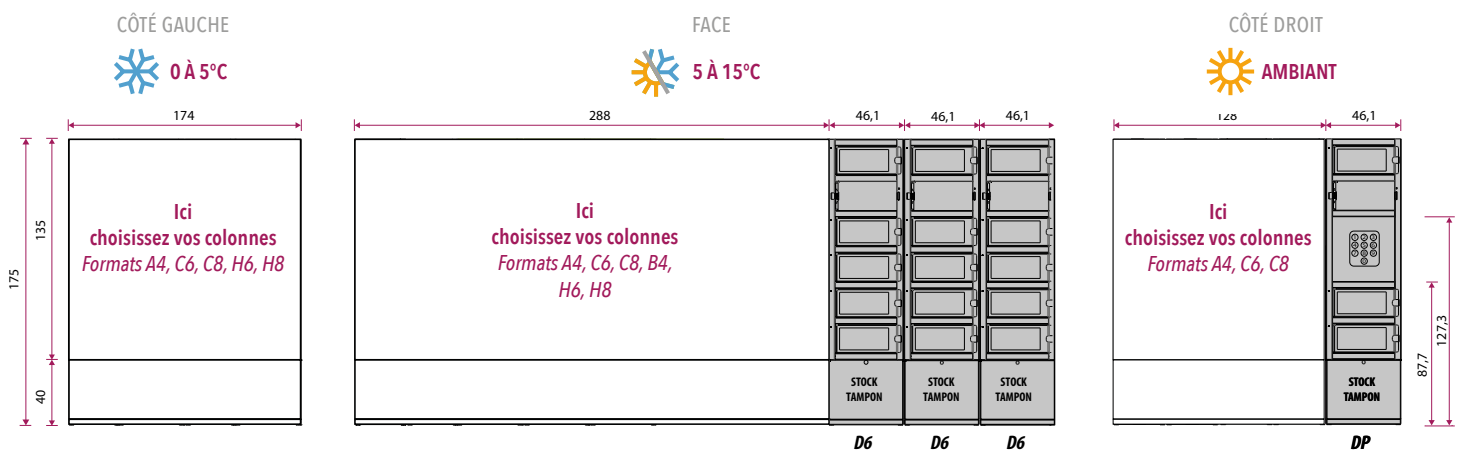 CÔTÉ GAUCHE
0 À 5°C
174
175
135
40
Ici
choisissez vos colonnes
Formats A4, C6, C8, H6, H8
FACE
5 À 15°C
288
46,1
46,1
46,1
Ici
choisissez vos colonnes
Formats A4, C6, C8, B4,
H6, H8
STOCK
TAMPON
STOCK
TAMPON
STOCK
TAMPON
D6
D6
D6
CÔTÉ DROIT
AMBIANT
128
46,1
Ici
choisissez vos colonnes
Formats A4, C6, C8
STOCK
TAMPON
DP
87,7
127,3